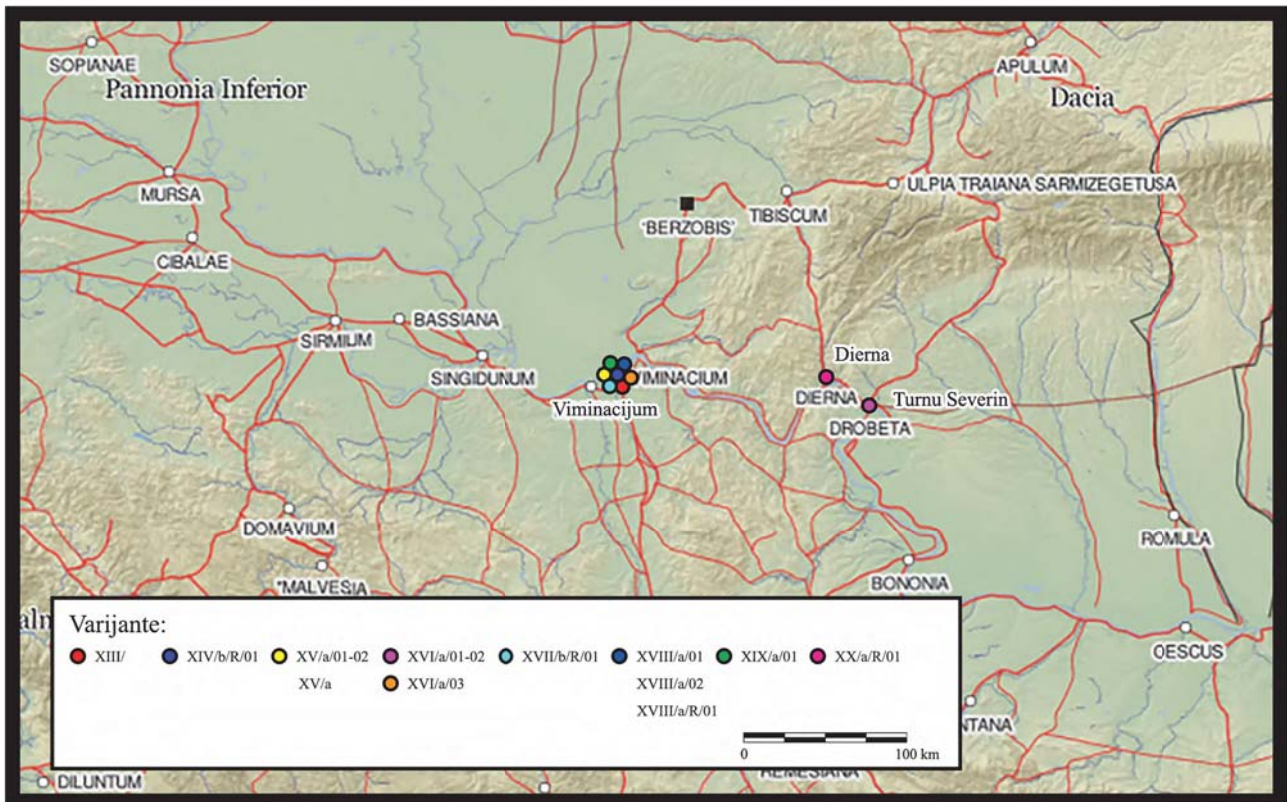 SOPIANAE
Pannonia Inferior
APULUM
Dacia
MURSA
'BERZOBIS'
TIBISCUM
ULPIA TRAIANA SARMIZEGETUSA
CIBALAE
SIRMIUM
BASSIANA
SINGIDUNUM
VIMINACIUM
Viminacijum
Dierna
DIERNA
Turnu Severin
DROBETA
DOMAVIUM
"MALVESIA
BONONIA
ROMULA
OESCUS
Varijante:
XIII/ XIV/b/R/01 XV/a/01-02 XVI/a/01-02 XVII/b/R/01 XVIII/a/01 XIX/a/01 XX/a/R/01
XV/a XVI/a/03 XVIII/a/02
XVIII/a/R/01
0 100 km
NTANA
REMESIANA
DILUNTUM